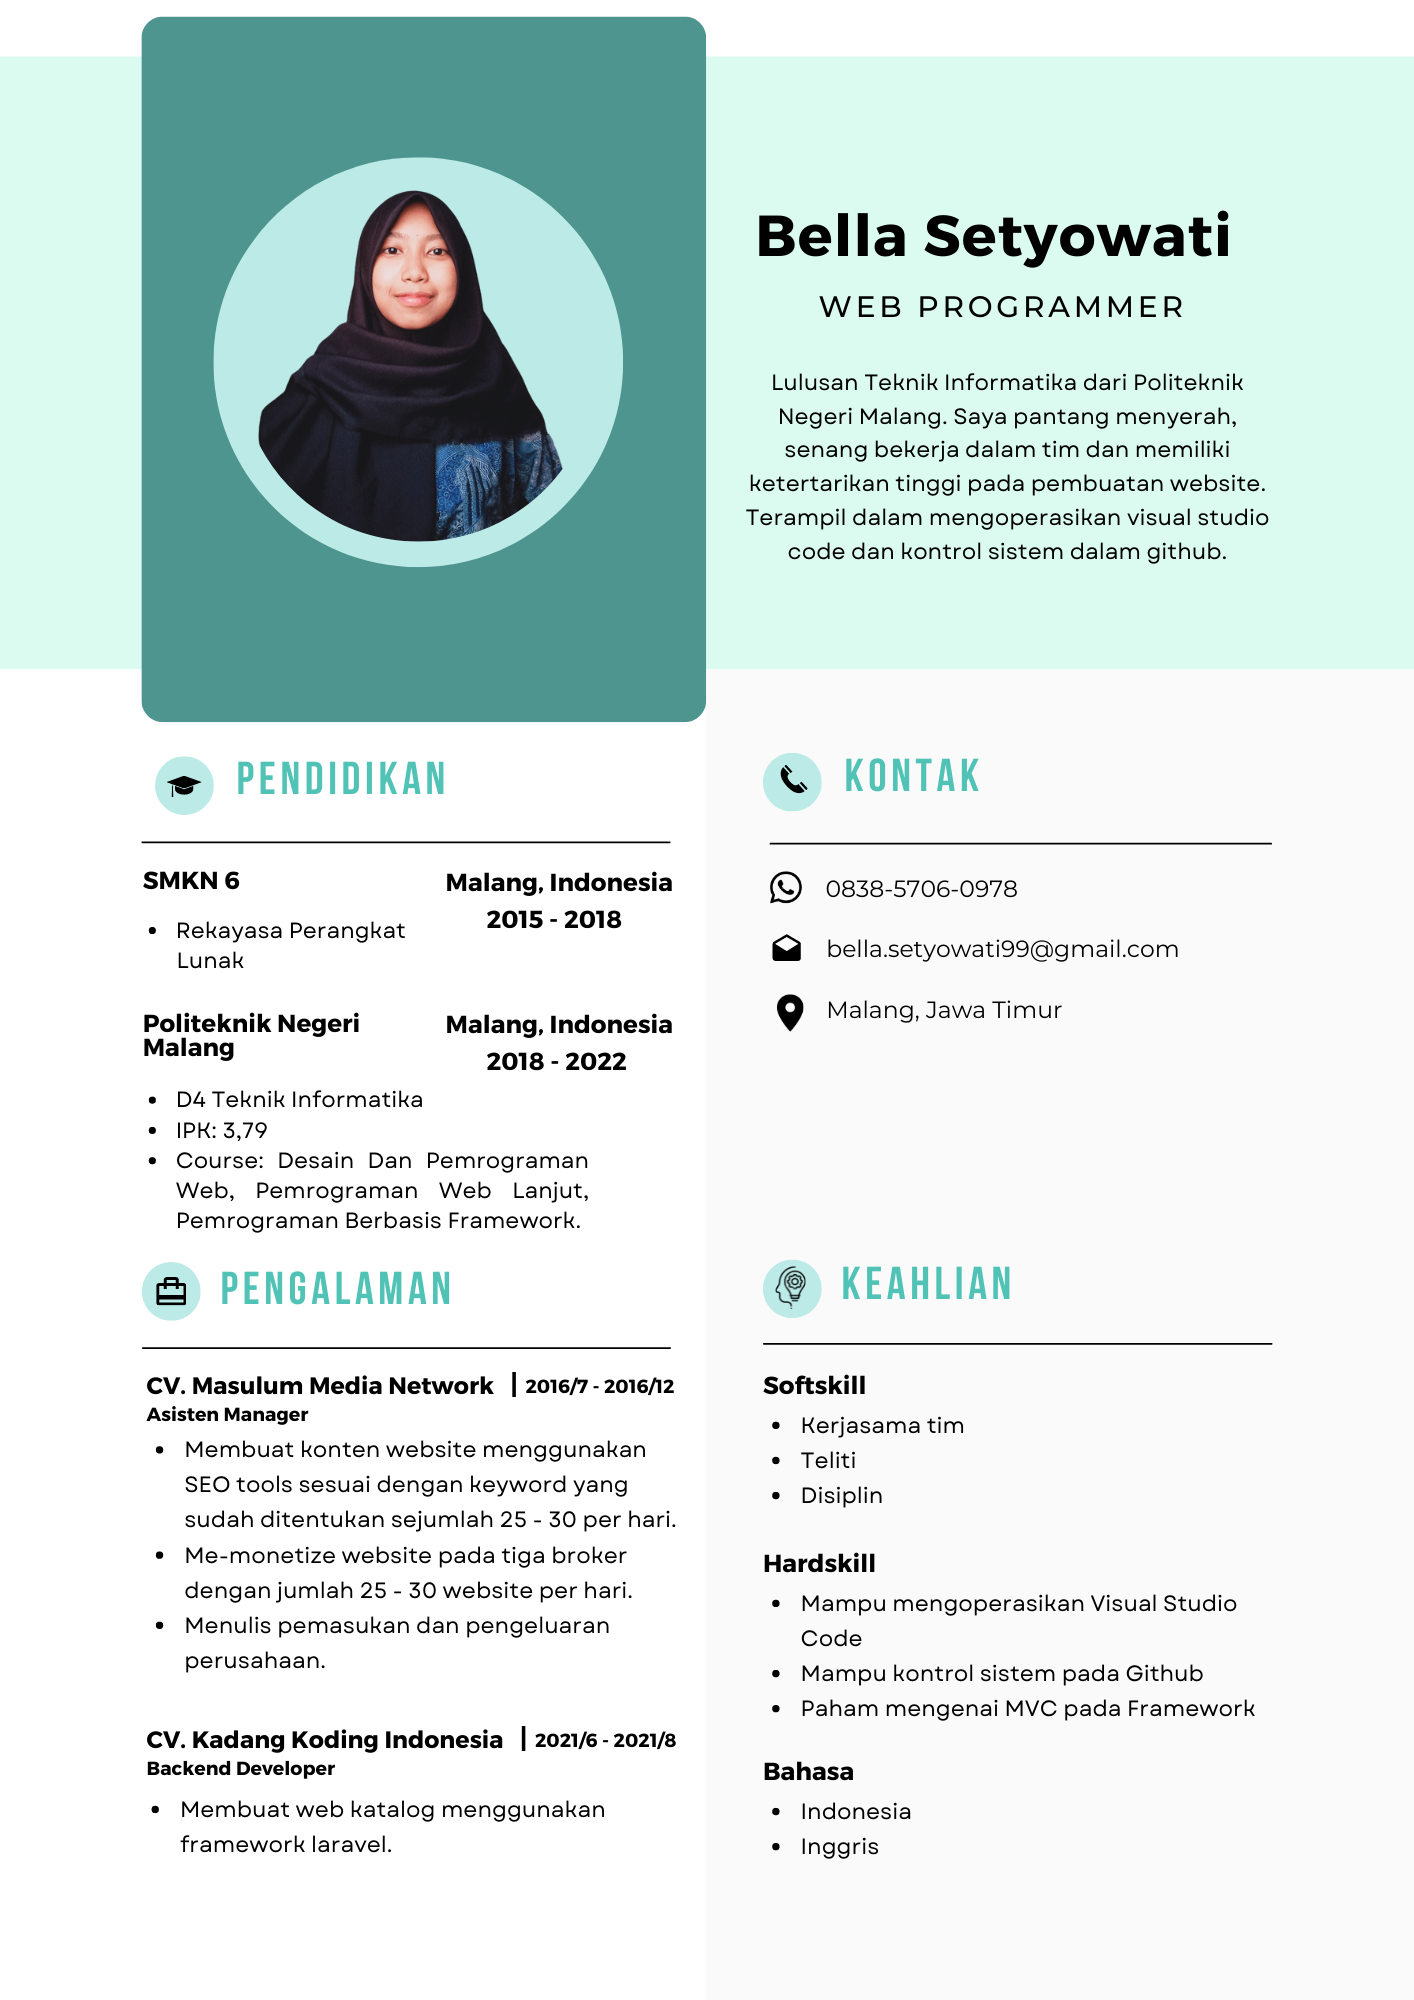 Bella Setyowati
WEB PROGRAMMER
Lulusan Teknik Informatika dari Politeknik
Negeri Malang. Saya pantang menyerah,
senang bekerja dalam tim dan memiliki
ketertarikan tinggi pada pembuatan website.
Terampil dalam mengoperasikan visual studio
code dan kontrol sistem dalam github.
PENDIDIKAN
SMKN 6
Malang, Indonesia
2015 - 2018
• Rekayasa Perangkat
Lunak
Politeknik Negeri
Malang
Malang, Indonesia
2018 - 2022
• D4 Teknik Informatika
• IPK: 3,79
• Course: Desain Dan Pemrograman
Web, Pemrograman Web Lanjut,
Pemrograman Berbasis Framework.
PENGALAMAN
CV. Masulum Media Network | 2016/7 - 2016/12
Asisten Manager
• Membuat konten website menggunakan
SEO tools sesuai dengan keyword yang
sudah ditentukan sejumlah 25 - 30 per hari.
• Me-monetize website pada tiga broker
dengan jumlah 25 - 30 website per hari.
• Menulis pemasukan dan pengeluaran
perusahaan.
CV. Kadang Koding Indonesia | 2021/6 - 2021/8
Backend Developer
• Membuat web katalog menggunakan
framework laravel.
KONTAK
0838-5706-0978
bella.setyowati99@gmail.com
Malang, Jawa Timur
KEAHLIAN
Softskill
• Kerjasama tim
• Teliti
• Disiplin
Hardskill
• Mampu mengoperasikan Visual Studio
Code
• Mampu kontrol sistem pada Github
• Paham mengenai MVC pada Framework
Bahasa
• Indonesia
• Inggris